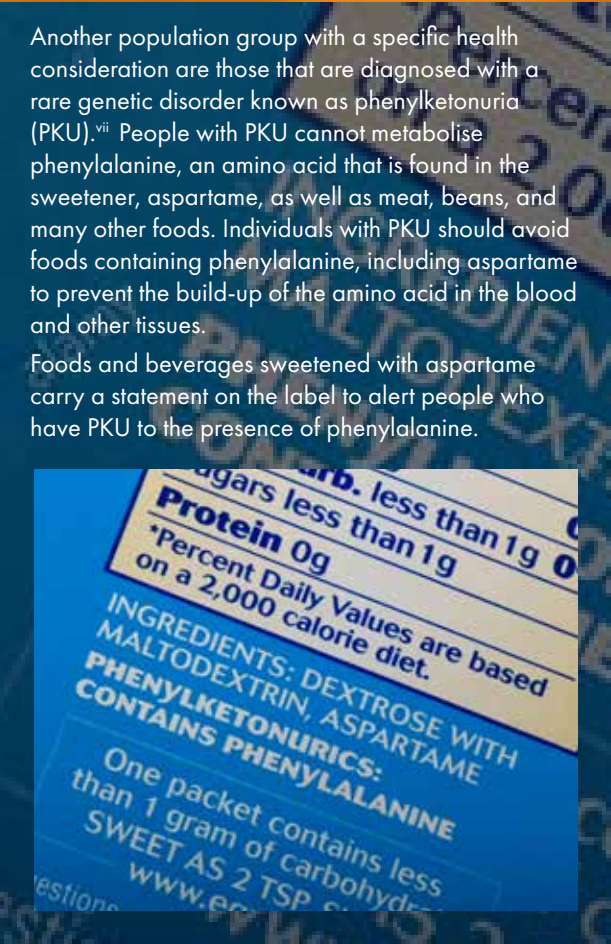 Another population group with a specific health
consideration are those that are diagnosed with a
rare genetic disorder known as phenylketonuria
(PKU).vii People with PKU cannot metabolise
phenylalanine, an amino acid that is found in the
sweetener, aspartame, as well as meat, beans, and
many other foods. Individuals with PKU should avoid
foods containing phenylalanine, including aspartame
to prevent the build-up of the amino acid in the blood
and other tissues.
Foods and beverages sweetened with aspartame
carry a statement on the label to alert people who
have PKU to the presence of phenylalanine.
arb. less than 1g 0
ugars less than 1g
Protein 0g
*Percent Daily Values are based
on a 2,000 calorie diet.
INGREDIENTS: DEXTROSE WITH
MALTODEXTRIN, ASPARTAME
PHENYLKETONURICS:
CONTAINS PHENYLALANINE
One packet contains less
than 1 gram of carbohydr
SWEET AS 2 TSP
www.